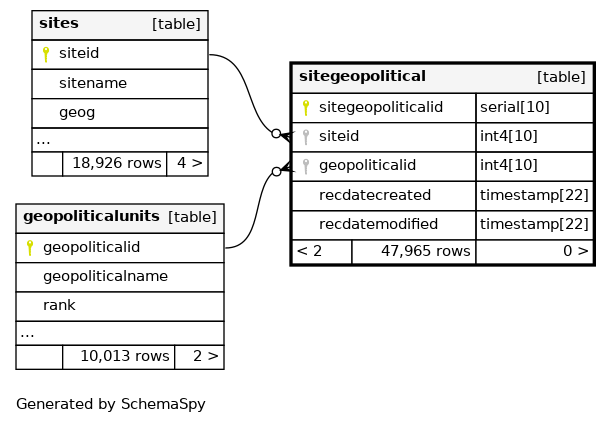 sites [table]
siteid
sitename
geog
...
18,926 rows 4 >
sitegeopolitical [table]
sitegeopoliticalid serial[10]
siteid int4[10]
geopoliticalid int4[10]
recdatecreated timestamp[22]
recdatemodified timestamp[22]
< 2 47,965 rows 0 >
geopoliticalunits [table]
geopoliticalid
geopoliticalname
rank
...
10,013 rows 2 >
Generated by SchemaSpy